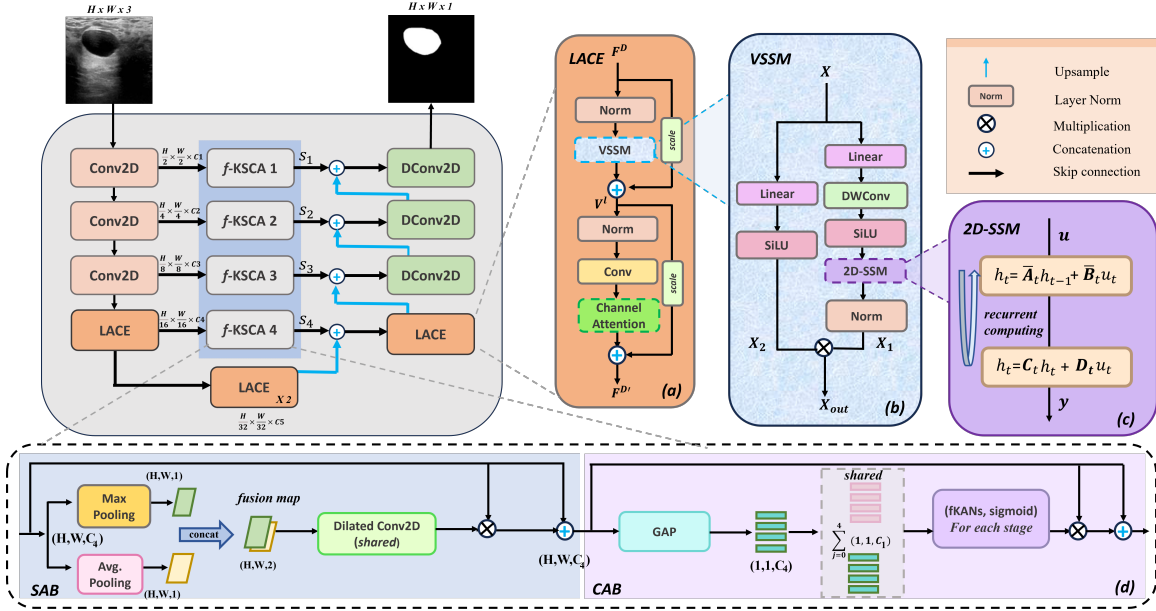 H x W x 3
H x W x 1
Conv2D
H/2 × W/2 × C1
f-KSCA 1
S1
DConv2D
Conv2D
H/4 × W/4 × C2
f-KSCA 2
S2
DConv2D
Conv2D
H/8 × W/8 × C3
f-KSCA 3
S3
DConv2D
LACE
H/16 × W/16 × C4
f-KSCA 4
S4
LACE
LACE
X 2
H/32 × W/32 × C5
LACE
F^D
Norm
scale
VSSM
V^l
Norm
Conv
scale
Channel
Attention
F^D'
(a)
VSSM
X
Linear
Linear
DWConv
SiLU
SiLU
2D-SSM
Norm
X2
X1
Xout
(b)
Upsample
Norm
Layer Norm
Multiplication
Concatenation
Skip connection
2D-SSM
u
h_t= A̅_t h_{t-1}+ B̅_t u_t
recurrent
computing
h_t=C_t h_t + D_t u_t
y
(c)
(H,W,1)
Max
Pooling
(H,W,C4)
Avg.
Pooling
(H,W,1)
SAB
concat
fusion map
(H,W,2)
Dilated Conv2D
(shared)
(H,W,C4)
CAB
GAP
(1,1,C4)
shared
∑_{j=0}^{4} (1,1,C1)
(fKANs, sigmoid)
For each stage
(d)